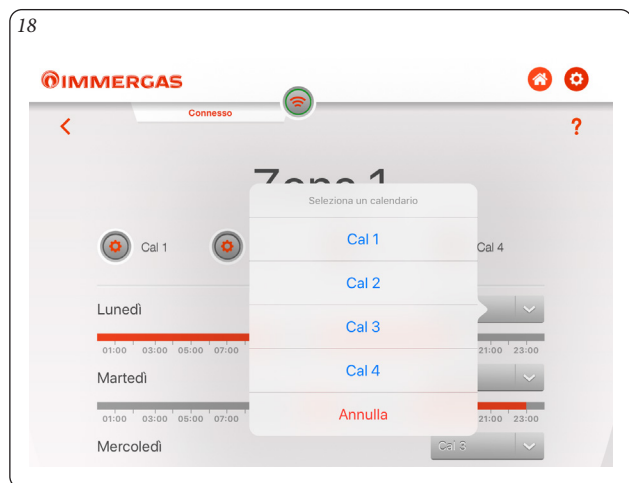 18
IMMERGAS
Connesso
?
Zona 1
Seleziona un calendario
Cal 1
Cal 1
Cal 4
Cal 2
Lunedì
Cal 3
01:00 03:00 05:00 07:00 21:00 23:00
Martedì
Cal 4
01:00 03:00 05:00 07:00 21:00 23:00
Annulla
Mercoledì
Cal 3